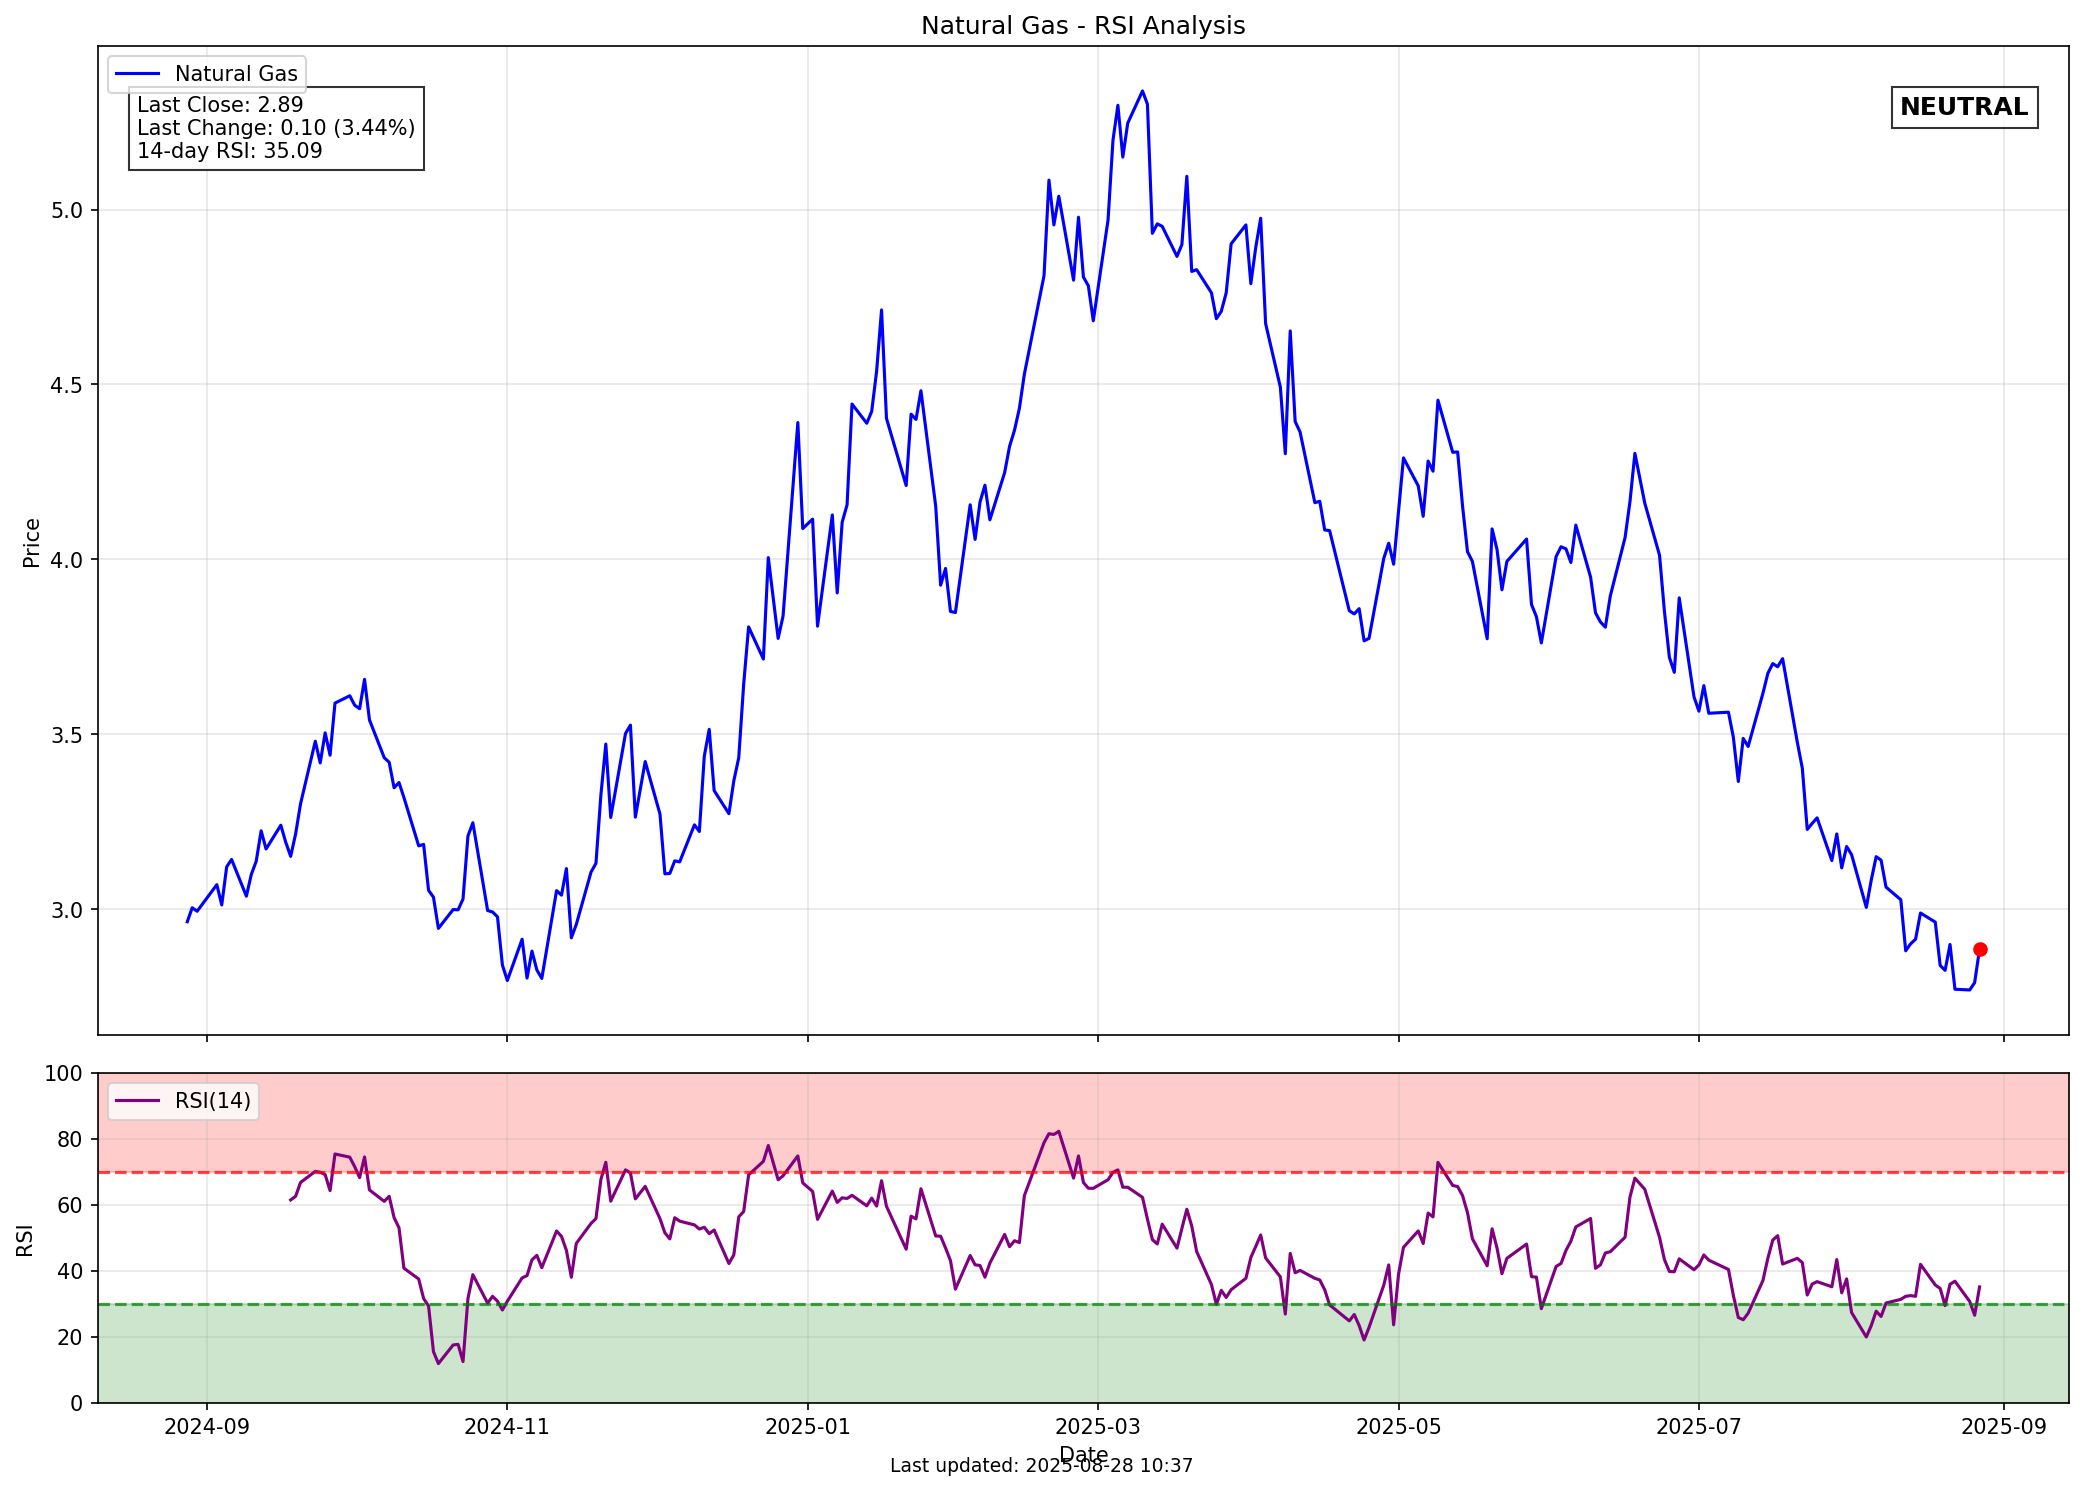 Natural Gas - RSI Analysis
Natural Gas
Last Close: 2.89
Last Change: 0.10 (3.44%)
14-day RSI: 35.09
NEUTRAL
Price
5.0
4.5
4.0
3.5
3.0
RSI(14)
RSI
100
80
60
40
20
0
2024-09
2024-11
2025-01
2025-03
2025-05
2025-07
2025-09
Date
Last updated: 2025-08-28 10:37